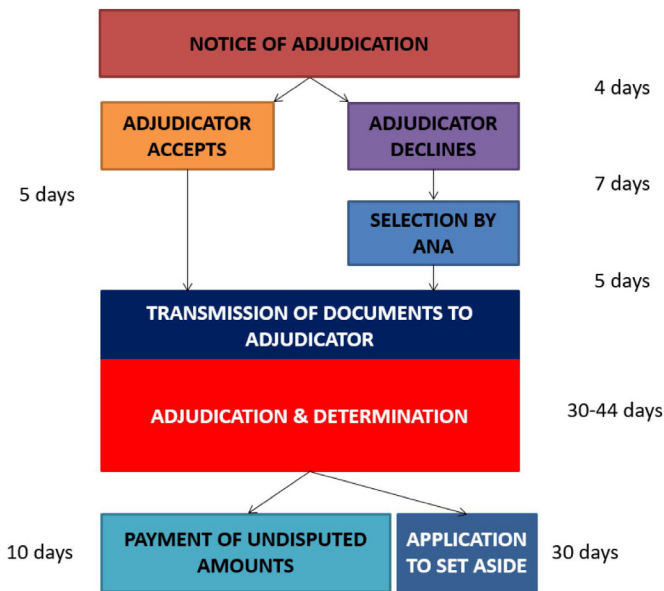 NOTICE OF ADJUDICATION
4 days
ADJUDICATOR
ACCEPTS
ADJUDICATOR
DECLINES
5 days
7 days
SELECTION BY
ANA
5 days
TRANSMISSION OF DOCUMENTS TO
ADJUDICATOR
ADJUDICATION & DETERMINATION
30-44 days
10 days
PAYMENT OF UNDISPUTED
AMOUNTS
APPLICATION
TO SET ASIDE
30 days